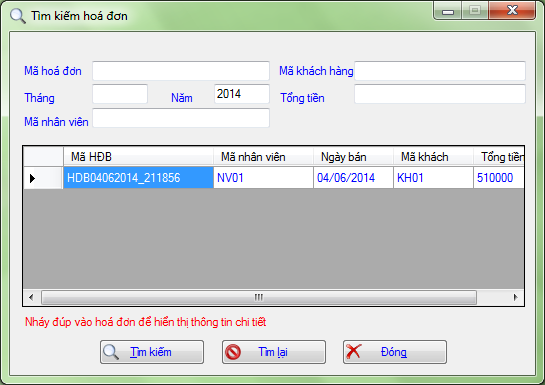 Tìm kiếm hoá đơn
Mã hoá đơn Mã khách hàng
Tháng Năm 2014 Tổng tiền
Mã nhân viên
Mã HĐB Mã nhân viên Ngày bán Mã khách Tổng tiền
HDB04062014_211856 NV01 04/06/2014 KH01 510000
Nháy đúp vào hoá đơn để hiển thị thông tin chi tiết
Tìm kiếm Tìm lại Đóng